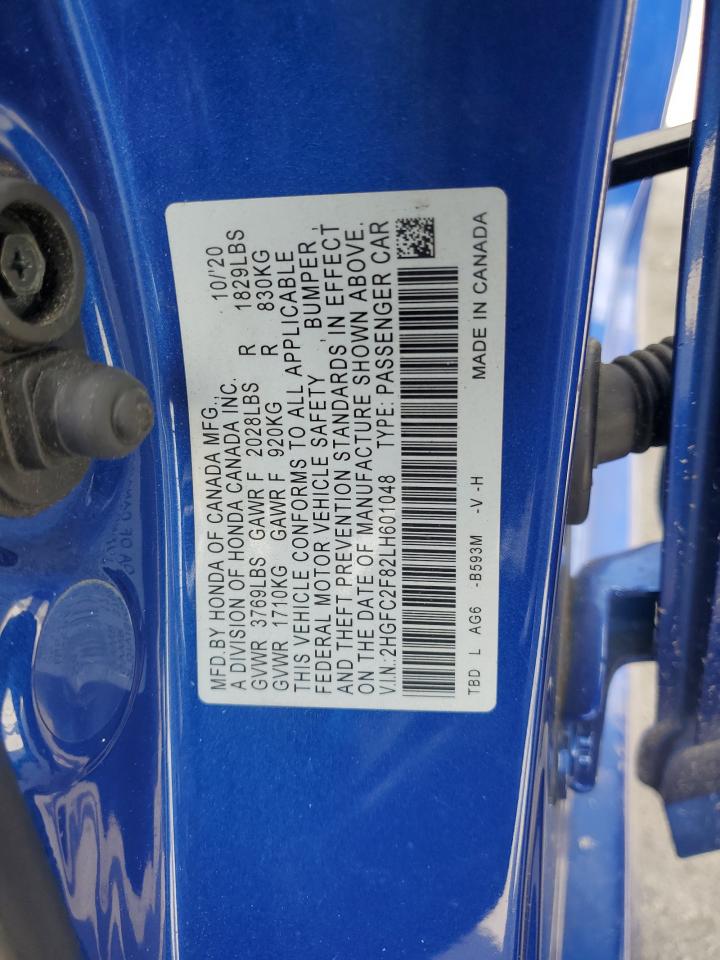 MFD.BY HONDA OF CANADA MFG., 10/'20
A DIVISION OF HONDA CANADA INC.
GVWR 3769LBS GAWR F 2028LBS R 1829LBS
GVWR 1710KG GAWR F 920KG R 830KG
THIS VEHICLE CONFORMS TO ALL APPLICABLE
FEDERAL MOTOR VEHICLE SAFETY , BUMPER ,
AND THEFT PREVENTION STANDARDS IN EFFECT
ON THE DATE OF MANUFACTURE SHOWN ABOVE.
V.I.N.:2HGFC2F62LH601048 TYPE: PASSENGER CAR
TBD L AG6 -B593M -V -H MADE IN CANADA